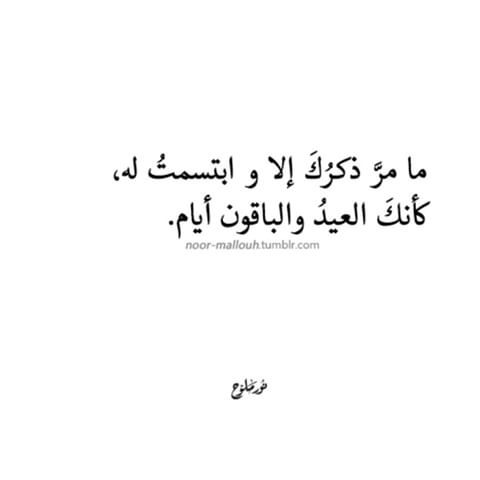 ما مرَّ ذكرُكَ إلا و ابتسمتُ له،
كأنكَ العيدُ والباقون أيام.
noor-mallouh.tumblr.com
نور ملوح